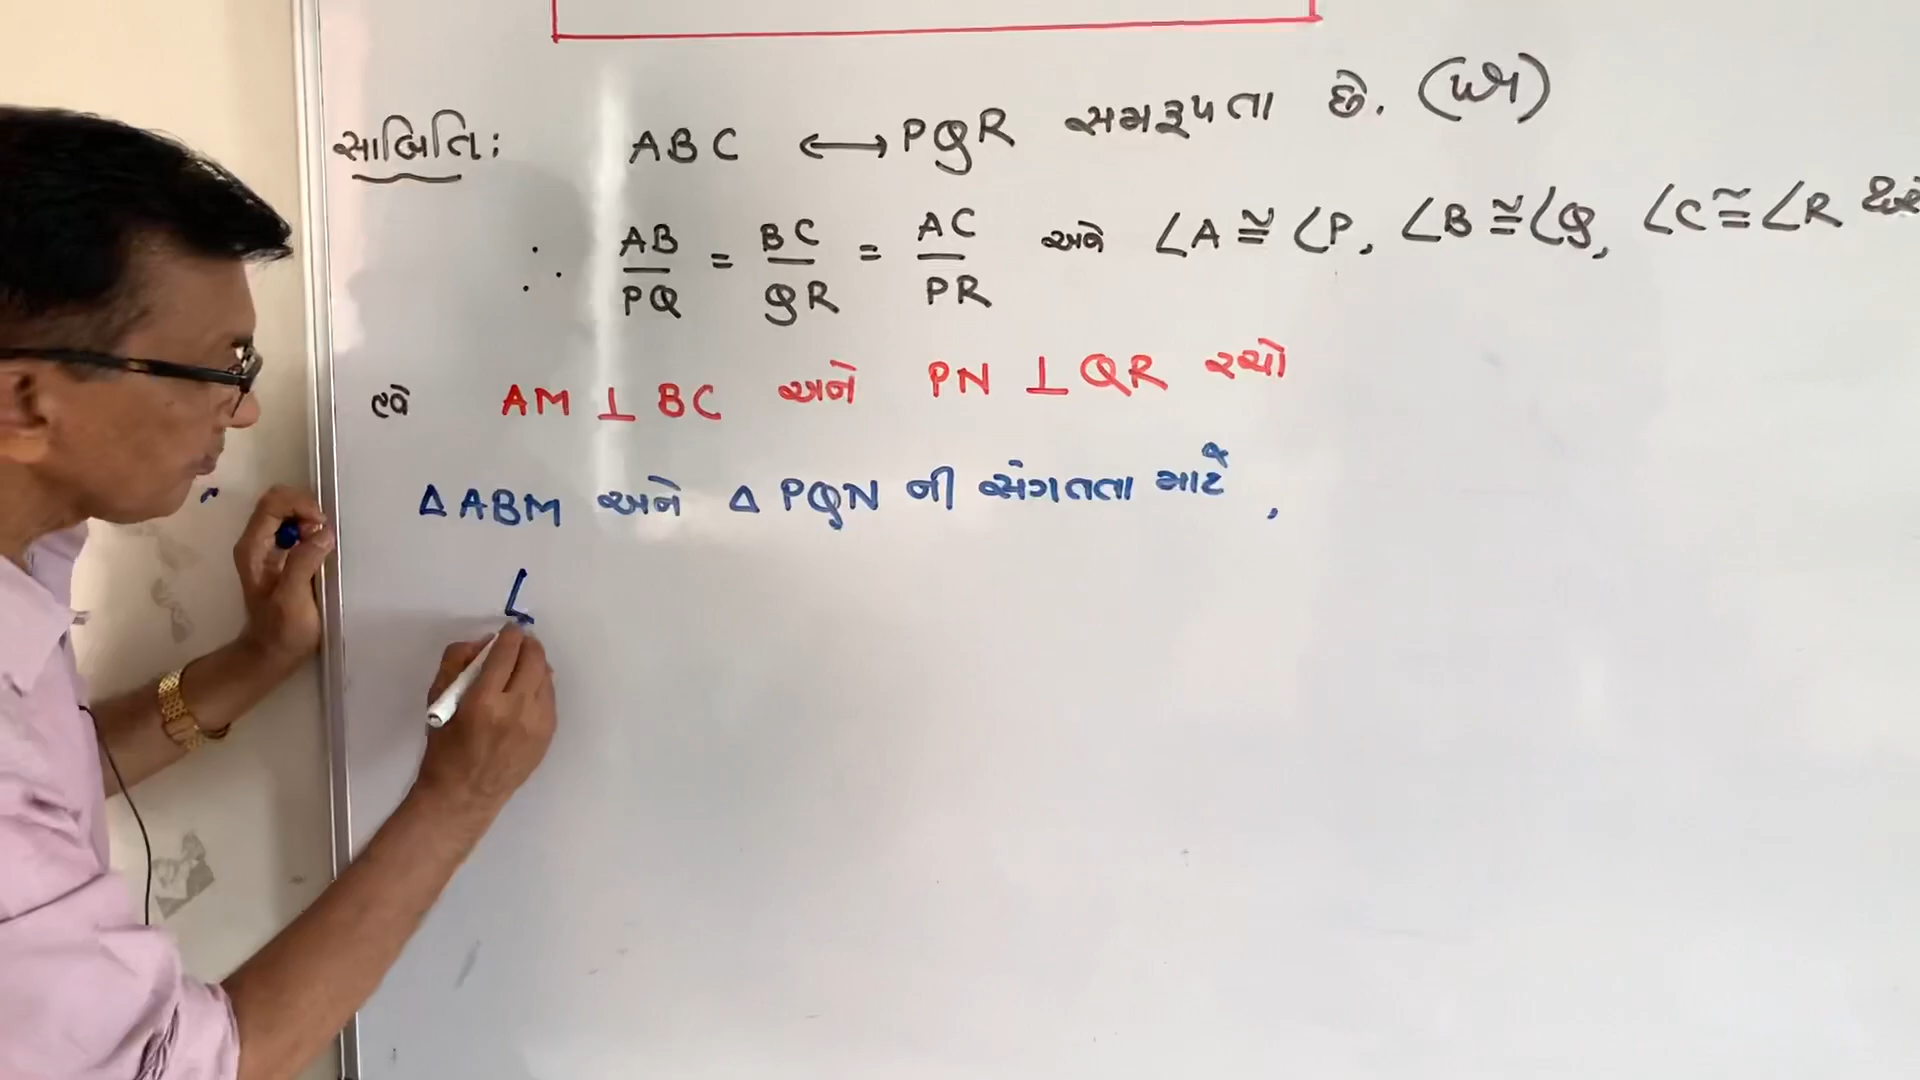 સાબિતિ: ABC ⟷ PQR સમરૂપતા છે. (પક્ષ)
∴ AB/PQ = BC/QR = AC/PR અને ∠A ≅ ∠P, ∠B ≅ ∠Q, ∠C ≅ ∠R
હવે AM ⊥ BC અને PN ⊥ QR રચો
△ABM અને △PQN ની સંગતતા માટે,
∠